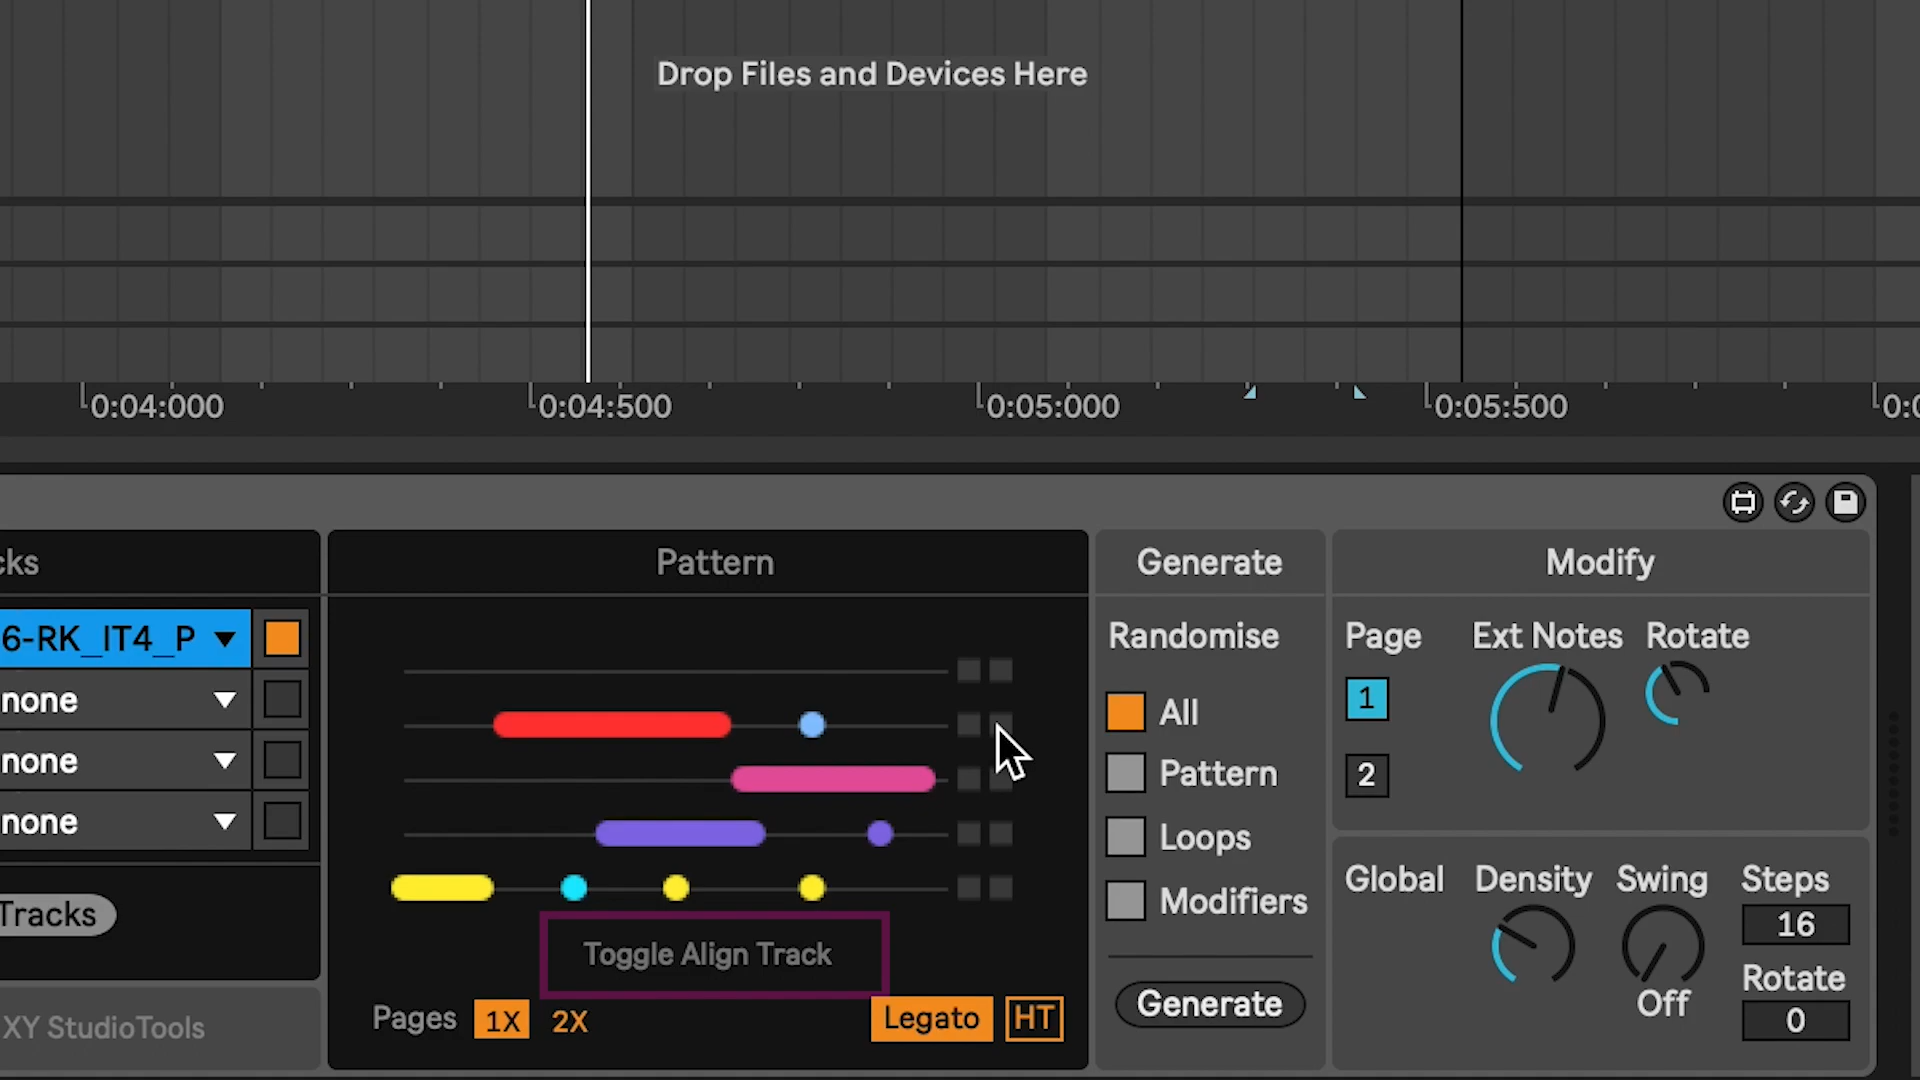 Drop Files and Devices Here
0:04:000
0:04:500
0:05:000
0:05:500
0:0
cks
Pattern
Generate
Modify
6-RK_IT4_P
none
none
none
Tracks
XY StudioTools
Toggle Align Track
Pages
1X
2X
Legato
HT
Randomise
All
Pattern
Loops
Modifiers
Generate
Page
1
2
Ext Notes
Rotate
Global
Density
Swing
Off
Steps
16
Rotate
0